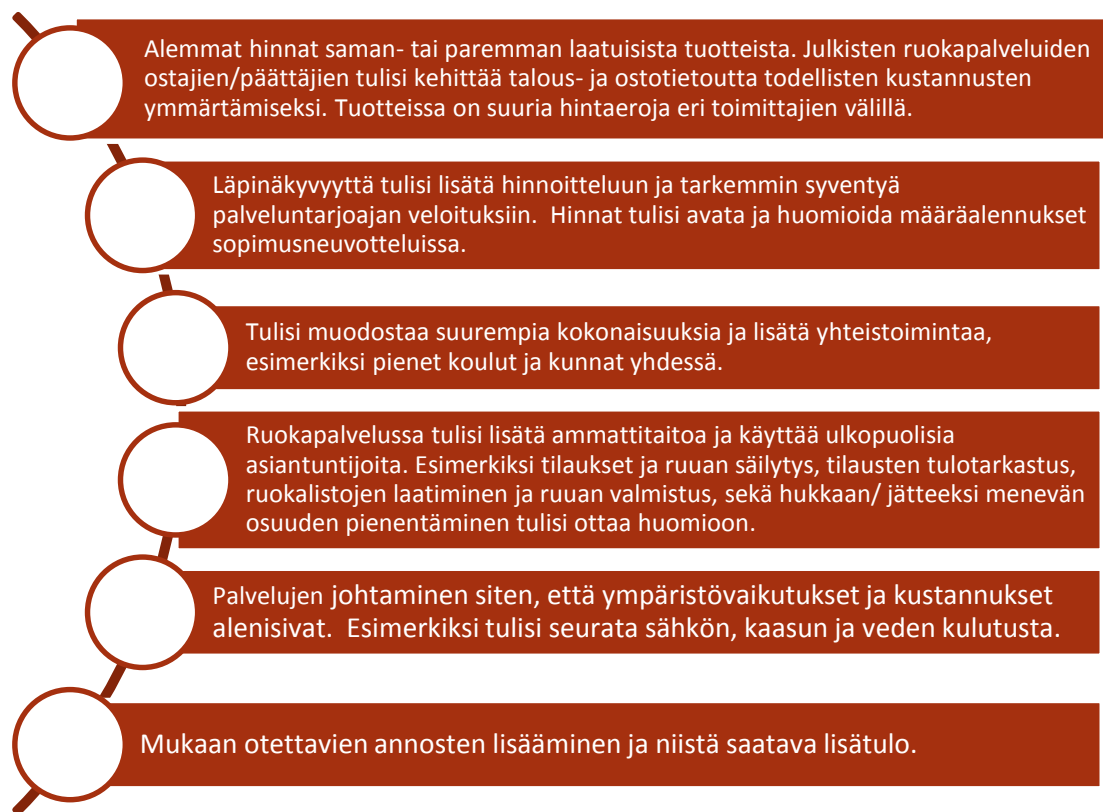 Alemmat hinnat saman- tai paremman laatuisista tuotteista. Julkisten ruokapalveluiden
ostajien/päättäjien tulisi kehittää talous- ja ostotietoutta todellisten kustannusten
ymmärtämiseksi. Tuotteissa on suuria hintaeroja eri toimittajien välillä.
Läpinäkyvyyttä tulisi lisätä hinnoitteluun ja tarkemmin syventyä
palveluntarjoajan veloituksiin. Hinnat tulisi avata ja huomioida määräalennukset
sopimusneuvotteluissa.
Tulisi muodostaa suurempia kokonaisuuksia ja lisätä yhteistoimintaa,
esimerkiksi pienet koulut ja kunnat yhdessä.
Ruokapalvelussa tulisi lisätä ammattitaitoa ja käyttää ulkopuolisia
asiantuntijoita. Esimerkiksi tilaukset ja ruuan säilytys, tilausten tulotarkastus,
ruokalistojen laatiminen ja ruuan valmistus, sekä hukkaan/ jätteeksi menevän
osuuden pienentäminen tulisi ottaa huomioon.
Palvelujen johtaminen siten, että ympäristövaikutukset ja kustannukset
alenisivat. Esimerkiksi tulisi seurata sähkön, kaasun ja veden kulutusta.
Mukaan otettavien annosten lisääminen ja niistä saatava lisätulo.